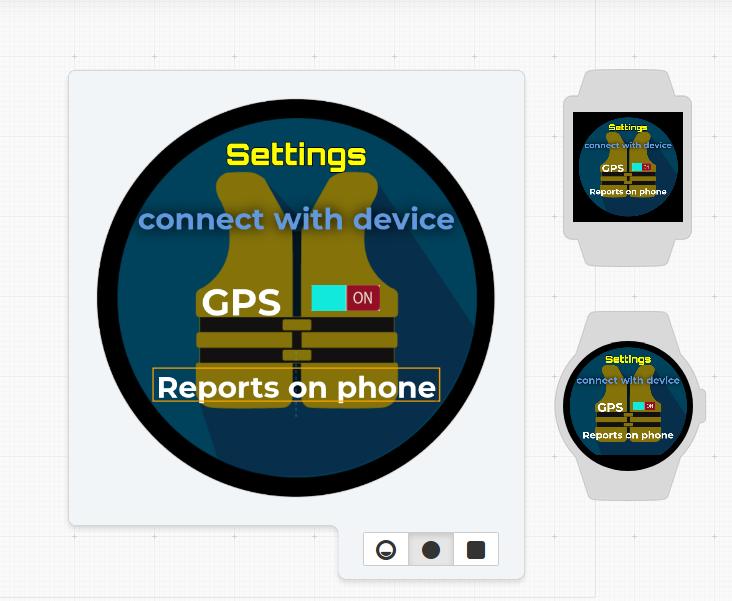 Settings
connect with device
GPS ON
Reports on phone
Settings
connect with device
GPS ON
Reports on phone
Settings
connect with device
GPS ON
Reports on phone